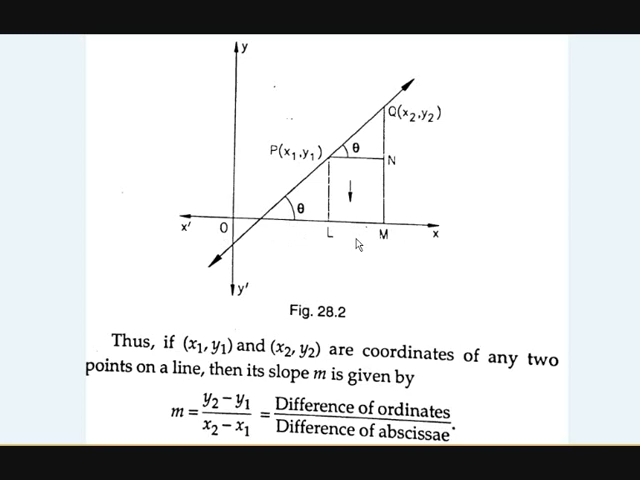 y
Q(x₂,y₂)
P(x₁,y₁)
θ
N
θ
x'
O
L
M
x
y'
Fig. 28.2
Thus, if (x₁, y₁) and (x₂, y₂) are coordinates of any two
points on a line, then its slope m is given by
m = y₂ − y₁ / x₂ − x₁ = Difference of ordinates / Difference of abscissae.